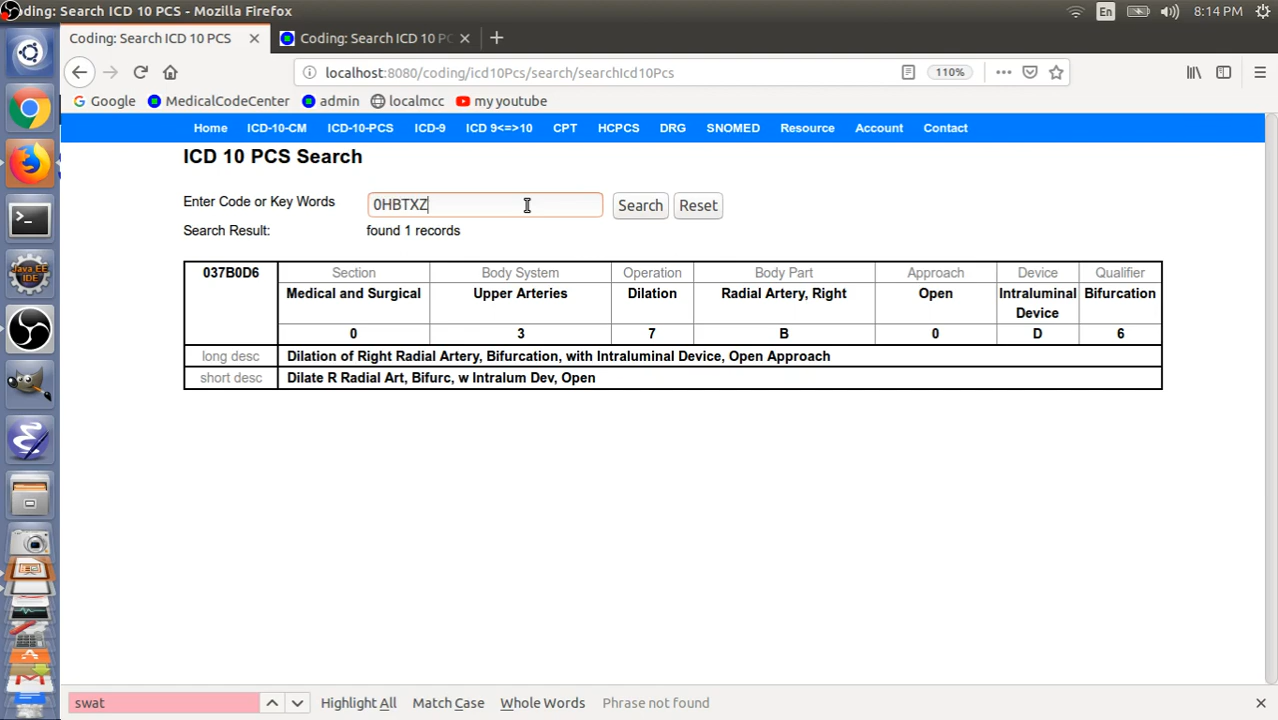 Coding: Search ICD 10 PCS - Mozilla Firefox
En
8:14 PM
Coding: Search ICD 10 PCS
Coding: Search ICD 10 PC
localhost:8080/coding/icd10Pcs/search/searchIcd10Pcs
110%
Google MedicalCodeCenter admin localmcc my youtube
Home ICD-10-CM ICD-10-PCS ICD-9 ICD 9<=>10 CPT HCPCS DRG SNOMED Resource Account Contact
ICD 10 PCS Search
Enter Code or Key Words 0HBTXZ Search Reset
Search Result: found 1 records
037B0D6 Section Body System Operation Body Part Approach Device Qualifier
Medical and Surgical Upper Arteries Dilation Radial Artery, Right Open Intraluminal Device Bifurcation
0 3 7 B 0 D 6
long desc Dilation of Right Radial Artery, Bifurcation, with Intraluminal Device, Open Approach
short desc Dilate R Radial Art, Bifurc, w Intralum Dev, Open
Java EE
IDE
swat Highlight All Match Case Whole Words Phrase not found